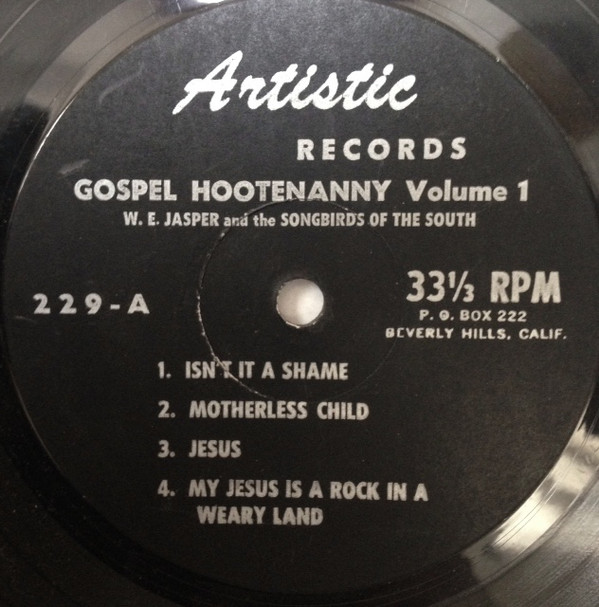 Artistic
RECORDS
GOSPEL HOOTENANNY Volume 1
W. E. JASPER and the SONGBIRDS OF THE SOUTH
229-A
33⅓ RPM
P. O. BOX 222
BEVERLY HILLS, CALIF.
1. ISN'T IT A SHAME
2. MOTHERLESS CHILD
3. JESUS
4. MY JESUS IS A ROCK IN A
WEARY LAND